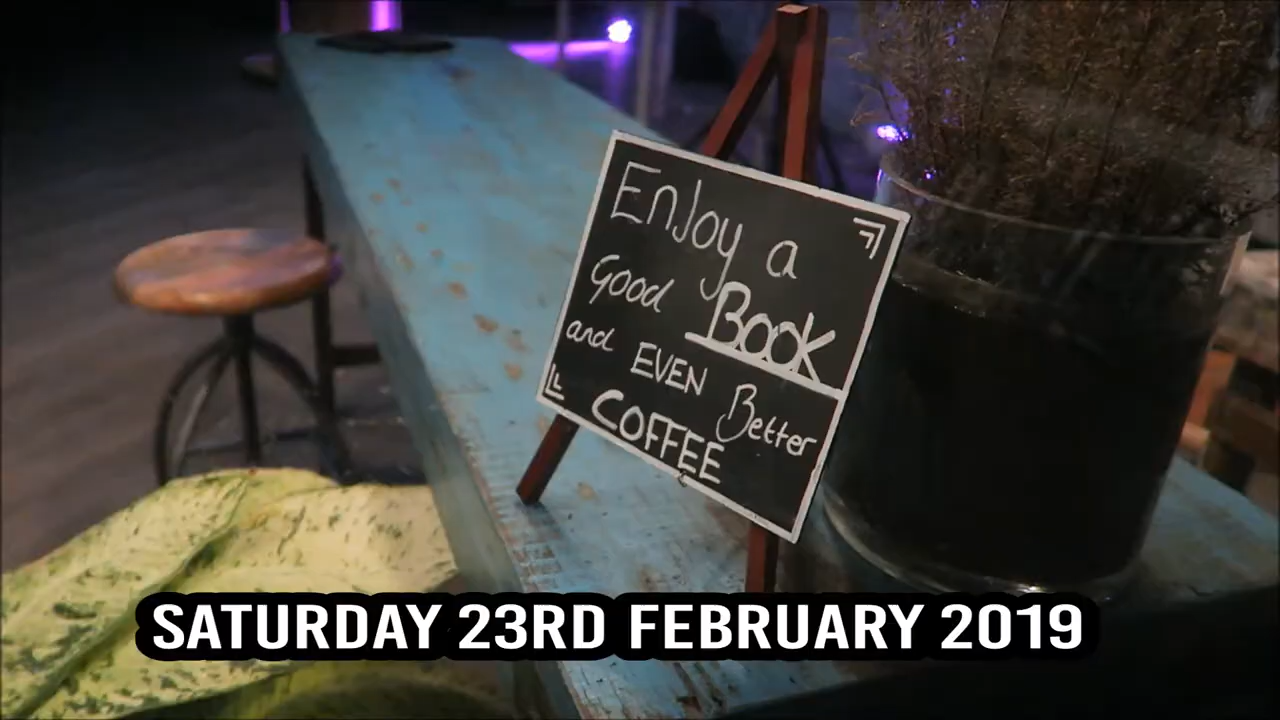 Enjoy a
Good BOOK
and EVEN Better
COFFEE
SATURDAY 23RD FEBRUARY 2019